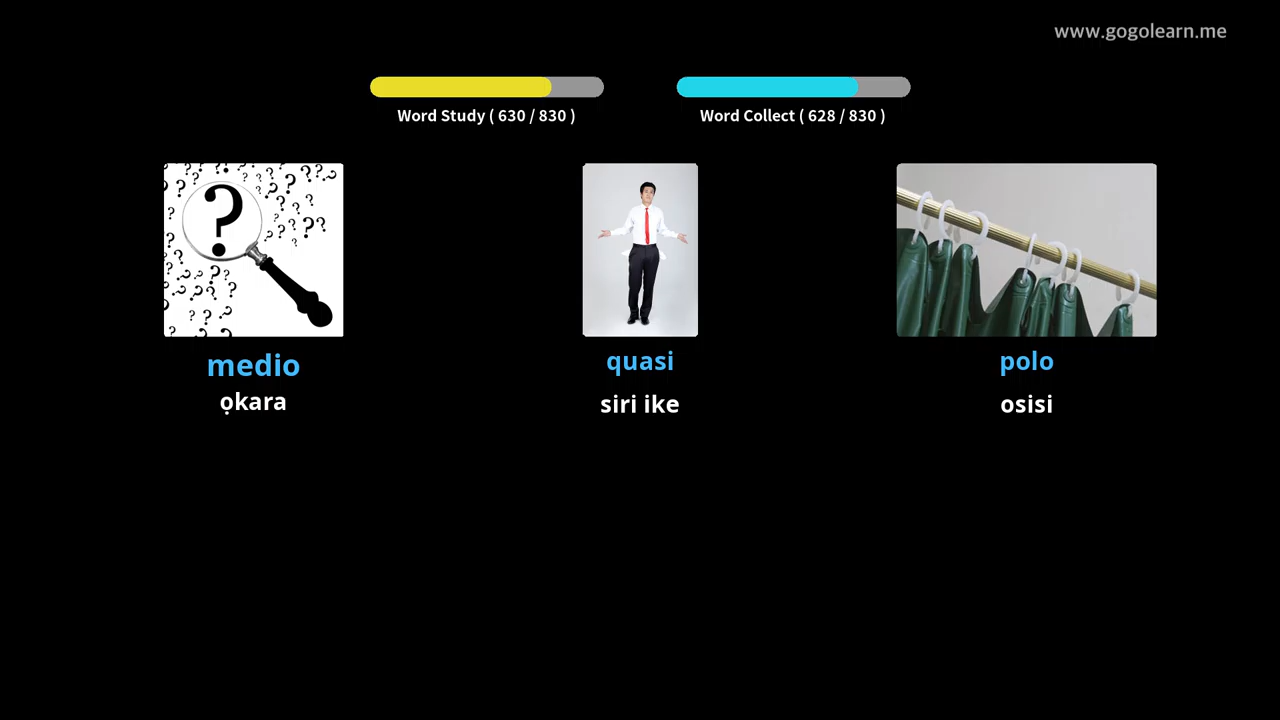 www.gogolearn.me
Word Study ( 630 / 830 )
Word Collect ( 628 / 830 )
medio
ọkara
quasi
siri ike
polo
osisi